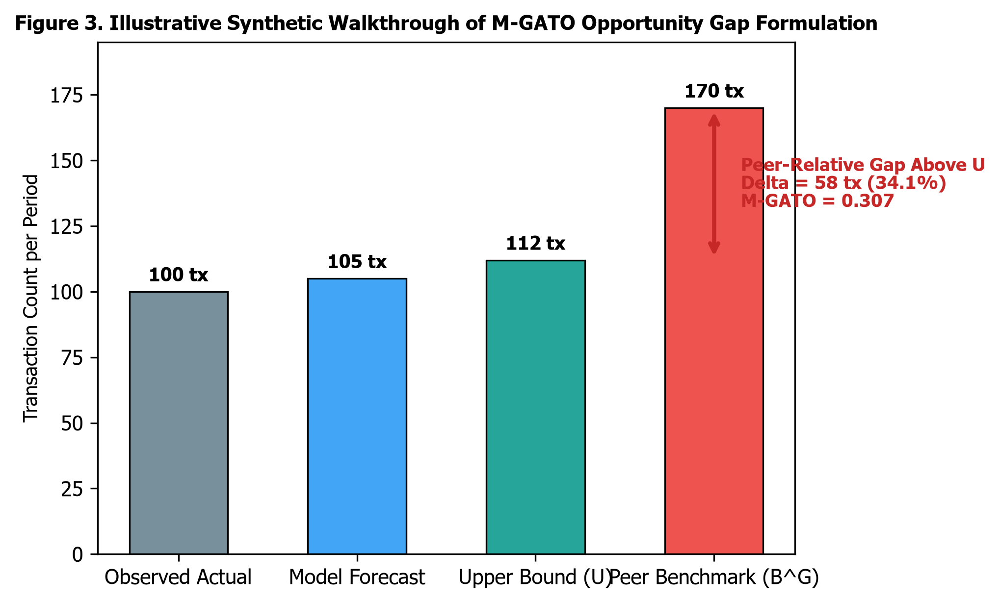 Figure 3. Illustrative Synthetic Walkthrough of M-GATO Opportunity Gap Formulation
Transaction Count per Period
175
150
125
100
75
50
25
0
100 tx
105 tx
112 tx
170 tx
Peer-Relative Gap Above U
Delta = 58 tx (34.1%)
M-GATO = 0.307
Observed Actual
Model Forecast
Upper Bound (U)
Peer Benchmark (B^G)